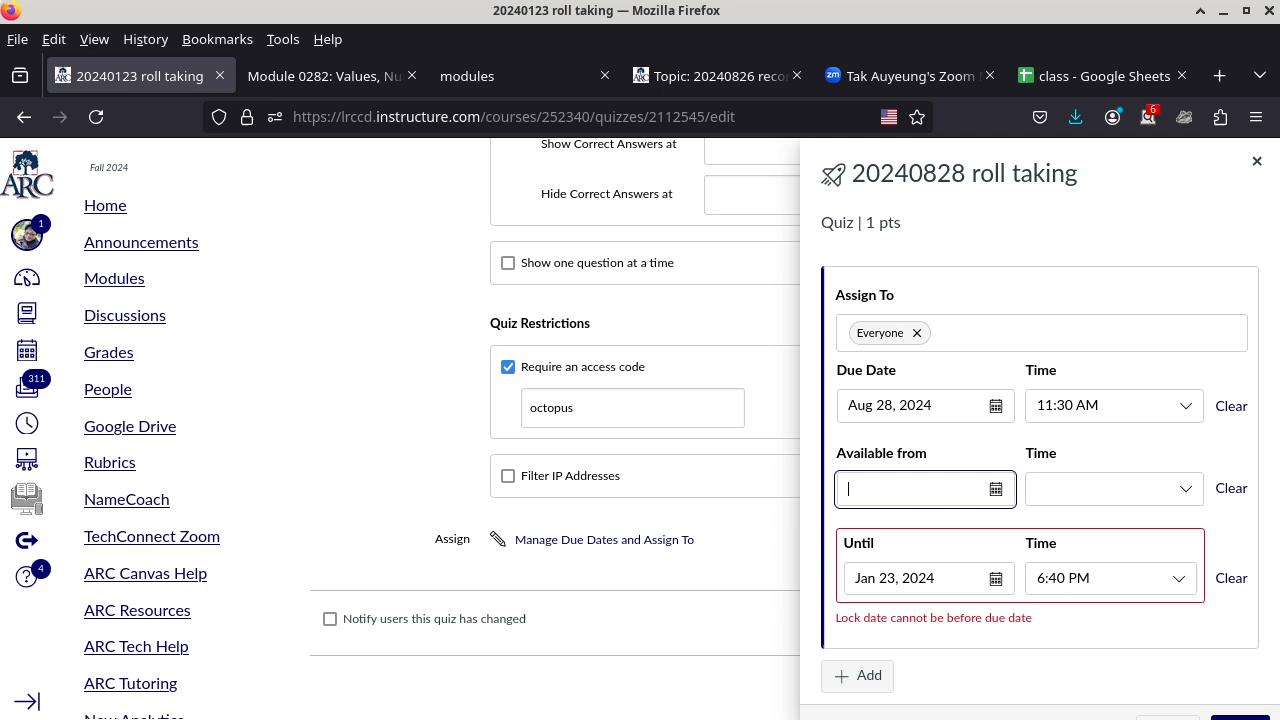 20240123 roll taking — Mozilla Firefox
File Edit View History Bookmarks Tools Help
20240123 roll taking
Module 0282: Values, Nu
modules
Topic: 20240826 reco
Tak Auyeung's Zoom
class - Google Sheets
https://lrccd.instructure.com/courses/252340/quizzes/2112545/edit
6
ARC
Fall 2024
1
311
4
Home
Announcements
Modules
Discussions
Grades
People
Google Drive
Rubrics
NameCoach
TechConnect Zoom
ARC Canvas Help
ARC Resources
ARC Tech Help
ARC Tutoring
New Analytics
Show Correct Answers at
Hide Correct Answers at
Show one question at a time
Quiz Restrictions
Require an access code
octopus
Filter IP Addresses
Assign Manage Due Dates and Assign To
Notify users this quiz has changed
20240828 roll taking
Quiz | 1 pts
Assign To
Everyone
Due Date Time
Aug 28, 2024 11:30 AM Clear
Available from Time
Clear
Until Time
Jan 23, 2024 6:40 PM Clear
Lock date cannot be before due date
Add